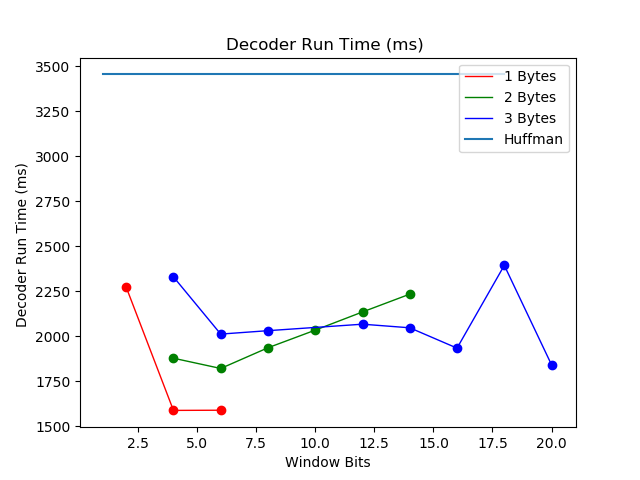 Decoder Run Time (ms)
3500
3250
3000
2750
2500
2250
2000
1750
1500
Decoder Run Time (ms)
1 Bytes
2 Bytes
3 Bytes
Huffman
2.5 5.0 7.5 10.0 12.5 15.0 17.5 20.0
Window Bits